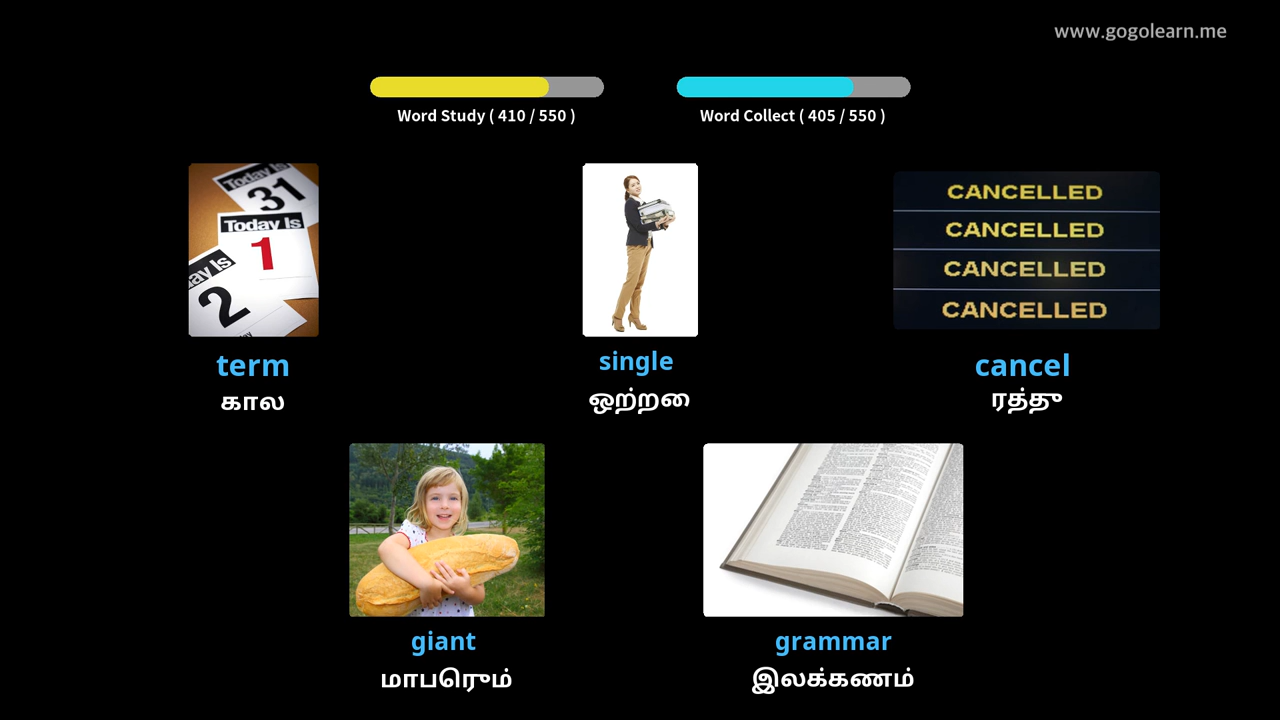 www.gogolearn.me
Word Study ( 410 / 550 )
Word Collect ( 405 / 550 )
Today Is
31
Today Is
1
ay Is
2
CANCELLED
CANCELLED
CANCELLED
CANCELLED
term
single
cancel
கால
ஒற்றை
ரத்து
giant
grammar
மாபெரும்
இலக்கணம்